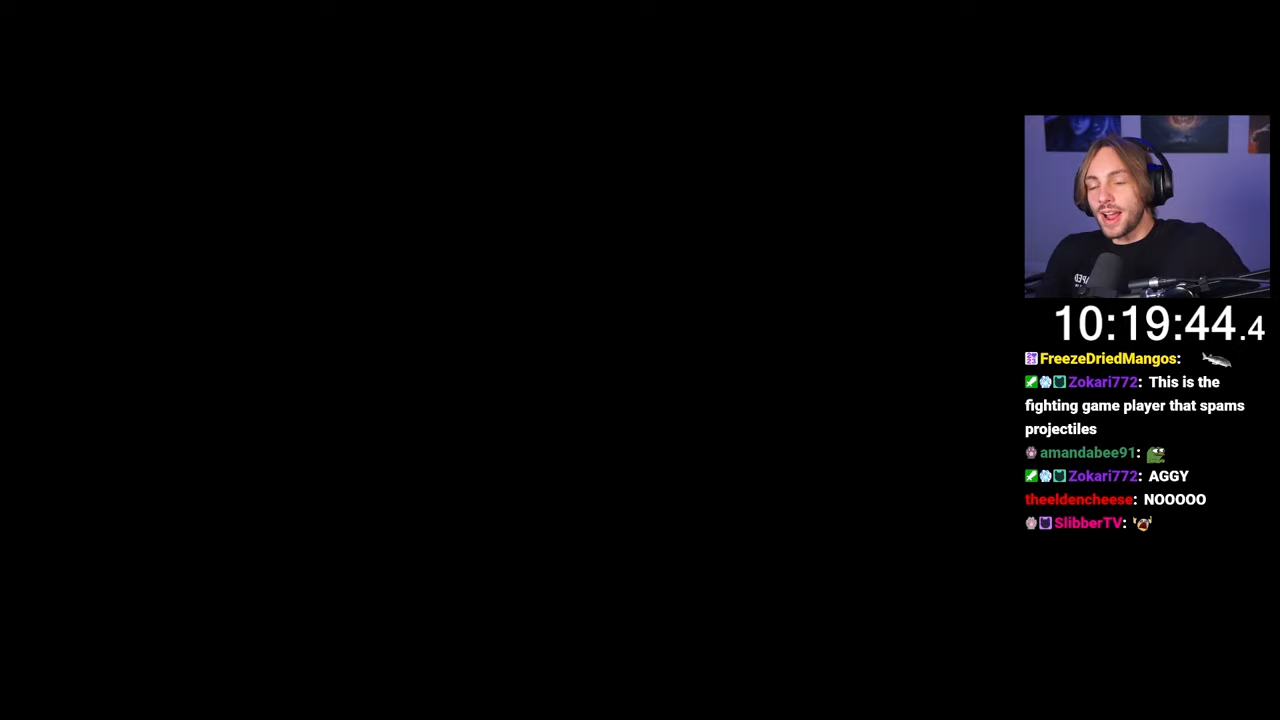 10:19:44.4
FreezeDriedMangos:
Zokari772: This is the
fighting game player that spams
projectiles
amandabee91:
Zokari772: AGGY
theeldencheese: NOOOOO
SlibberTV: